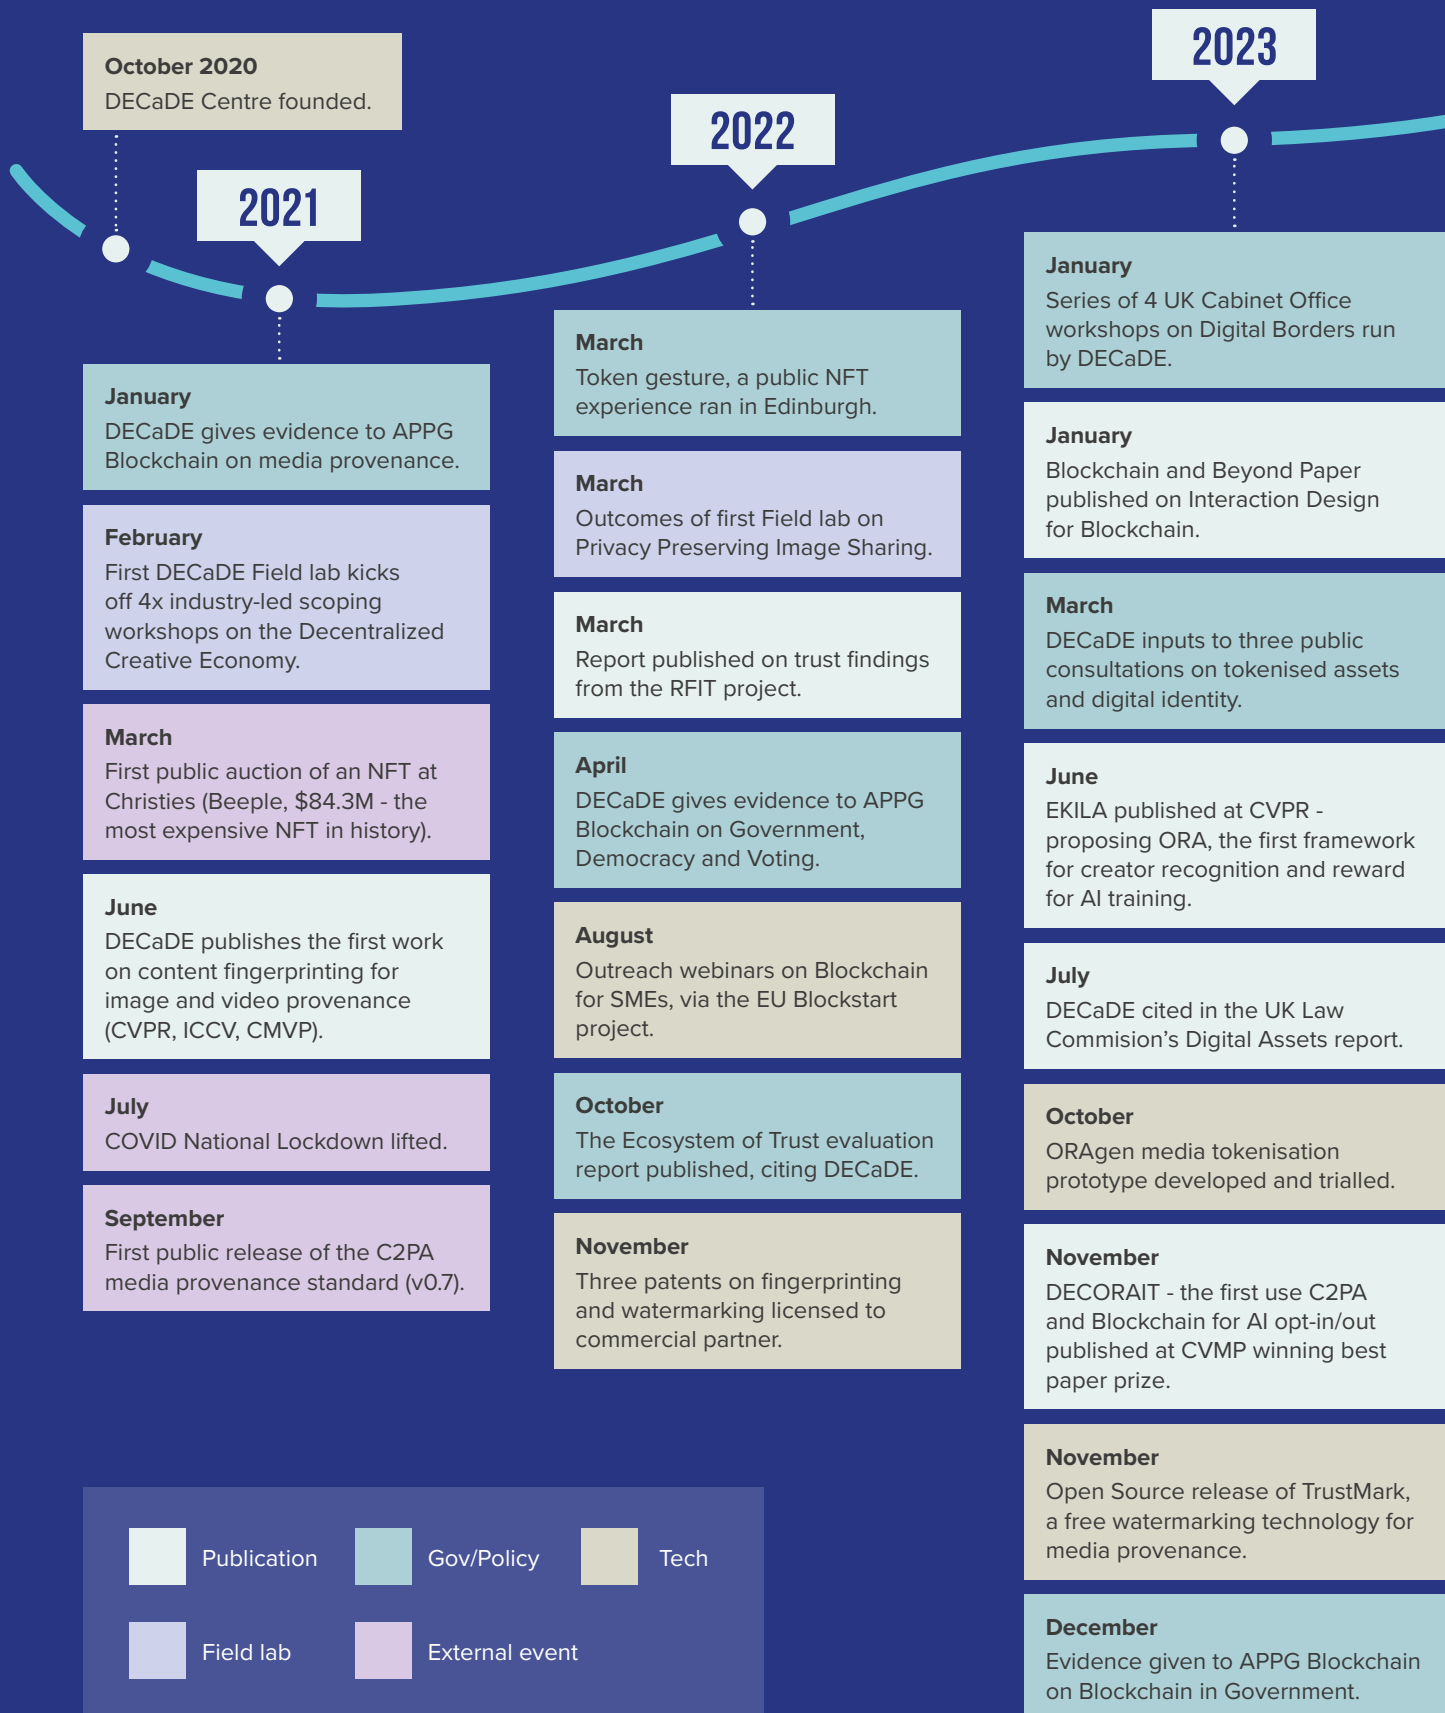 October 2020
DECaDE Centre founded.
2021
January
DECaDE gives evidence to APPG
Blockchain on media provenance.
February
First DECaDE Field lab kicks
off 4x industry-led scoping
workshops on the Decentralized
Creative Economy.
March
First public auction of an NFT at
Christies (Beeple, $84.3M - the
most expensive NFT in history).
June
DECaDE publishes the first work
on content fingerprinting for
image and video provenance
(CVPR, ICCV, CMVP).
July
COVID National Lockdown lifted.
September
First public release of the C2PA
media provenance standard (v0.7).
2022
March
Token gesture, a public NFT
experience ran in Edinburgh.
March
Outcomes of first Field lab on
Privacy Preserving Image Sharing.
March
Report published on trust findings
from the RFIT project.
April
DECaDE gives evidence to APPG
Blockchain on Government,
Democracy and Voting.
August
Outreach webinars on Blockchain
for SMEs, via the EU Blockstart
project.
October
The Ecosystem of Trust evaluation
report published, citing DECaDE.
November
Three patents on fingerprinting
and watermarking licensed to
commercial partner.
2023
January
Series of 4 UK Cabinet Office
workshops on Digital Borders run
by DECaDE.
January
Blockchain and Beyond Paper
published on Interaction Design
for Blockchain.
March
DECaDE inputs to three public
consultations on tokenised assets
and digital identity.
June
EKILA published at CVPR -
proposing ORA, the first framework
for creator recognition and reward
for AI training.
July
DECaDE cited in the UK Law
Commision's Digital Assets report.
October
ORAgen media tokenisation
prototype developed and trialled.
November
DECORAIT - the first use C2PA
and Blockchain for AI opt-in/out
published at CVMP winning best
paper prize.
November
Open Source release of TrustMark,
a free watermarking technology for
media provenance.
December
Evidence given to APPG Blockchain
on Blockchain in Government.
Publication
Gov/Policy
Tech
Field lab
External event